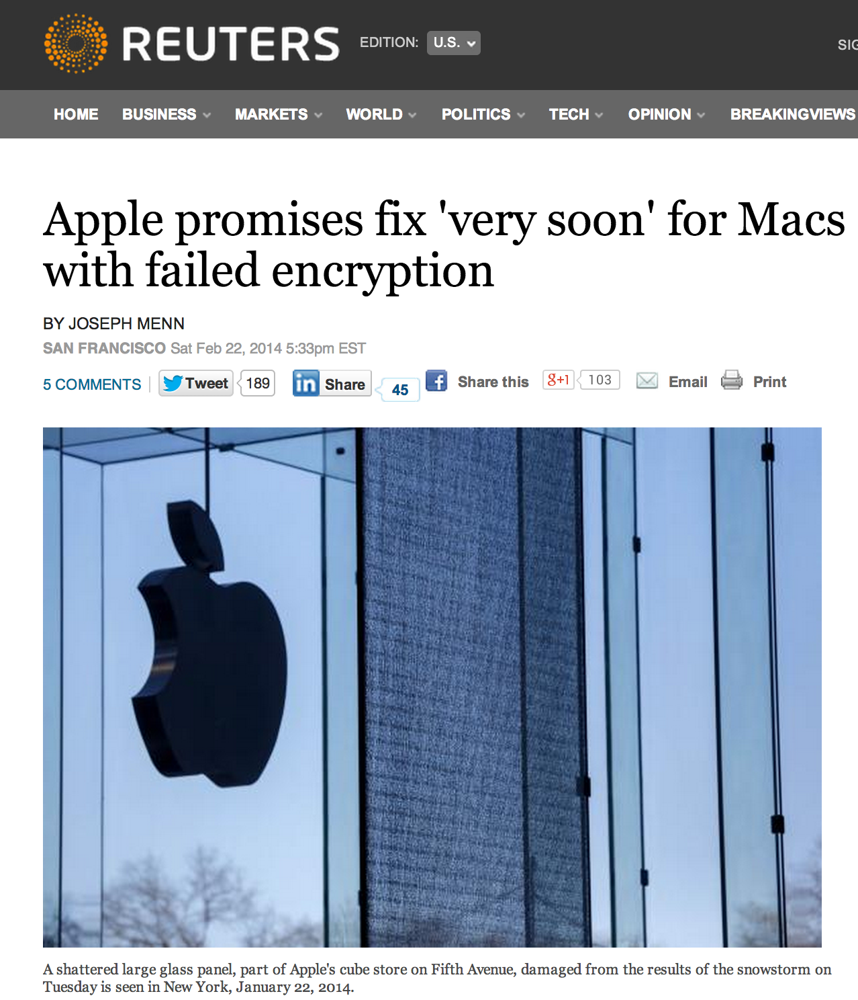 REUTERS EDITION: U.S.
HOME BUSINESS MARKETS WORLD POLITICS TECH OPINION BREAKINGVIEWS
Apple promises fix 'very soon' for Macs
with failed encryption
BY JOSEPH MENN
SAN FRANCISCO Sat Feb 22, 2014 5:33pm EST
5 COMMENTS Tweet 189 in Share 45 f Share this g+1 103 Email Print
A shattered large glass panel, part of Apple's cube store on Fifth Avenue, damaged from the results of the snowstorm on
Tuesday is seen in New York, January 22, 2014.